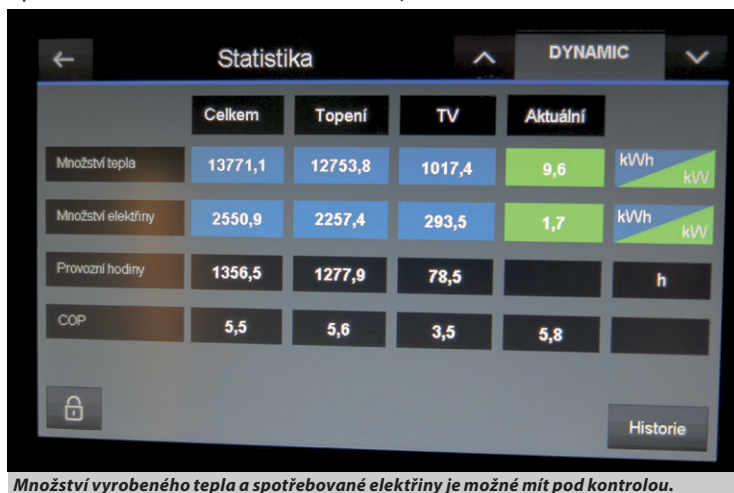 Statistika DYNAMIC
Celkem Topení TV Aktuální
Množství tepla 13771,1 12753,8 1017,4 9,6 kWh kW
Množství elektřiny 2550,9 2257,4 293,5 1,7 kWh kW
Provozní hodiny 1356,5 1277,9 78,5 h
COP 5,5 5,6 3,5 5,8
Historie
Množství vyrobeného tepla a spotřebované elektřiny je možné mít pod kontrolou.